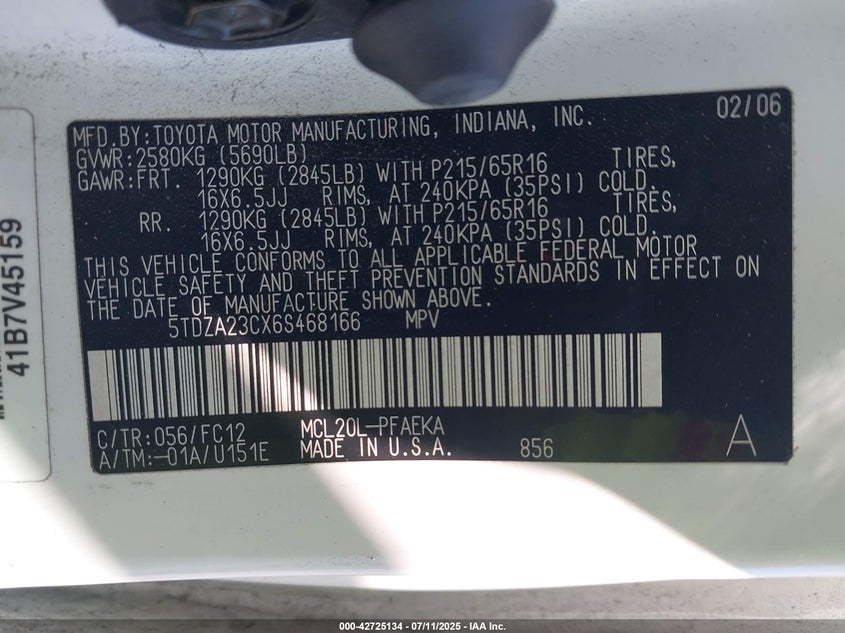 02/06
MFD.BY:TOYOTA MOTOR MANUFACTURING, INDIANA, INC.
GVWR:2580KG (5690LB)
GAWR:FRT. 1290KG (2845LB) WITH P215/65R16 TIRES,
16X6.5JJ RIMS, AT 240KPA (35PSI) COLD.
RR. 1290KG (2845LB) WITH P215/65R16 TIRES,
16X6.5JJ RIMS, AT 240KPA (35PSI) COLD.
THIS VEHICLE CONFORMS TO ALL APPLICABLE FEDERAL MOTOR
VEHICLE SAFETY AND THEFT PREVENTION STANDARDS IN EFFECT ON
THE DATE OF MANUFACTURE SHOWN ABOVE.
5TDZA23CX6S468166 MPV
C/TR:056/FC12 MCL20L-PFAEKA
A/TM:-01A/U151E MADE IN U.S.A. 856 A
41B7V45159
000-42725134 - 07/11/2025 - IAA Inc.